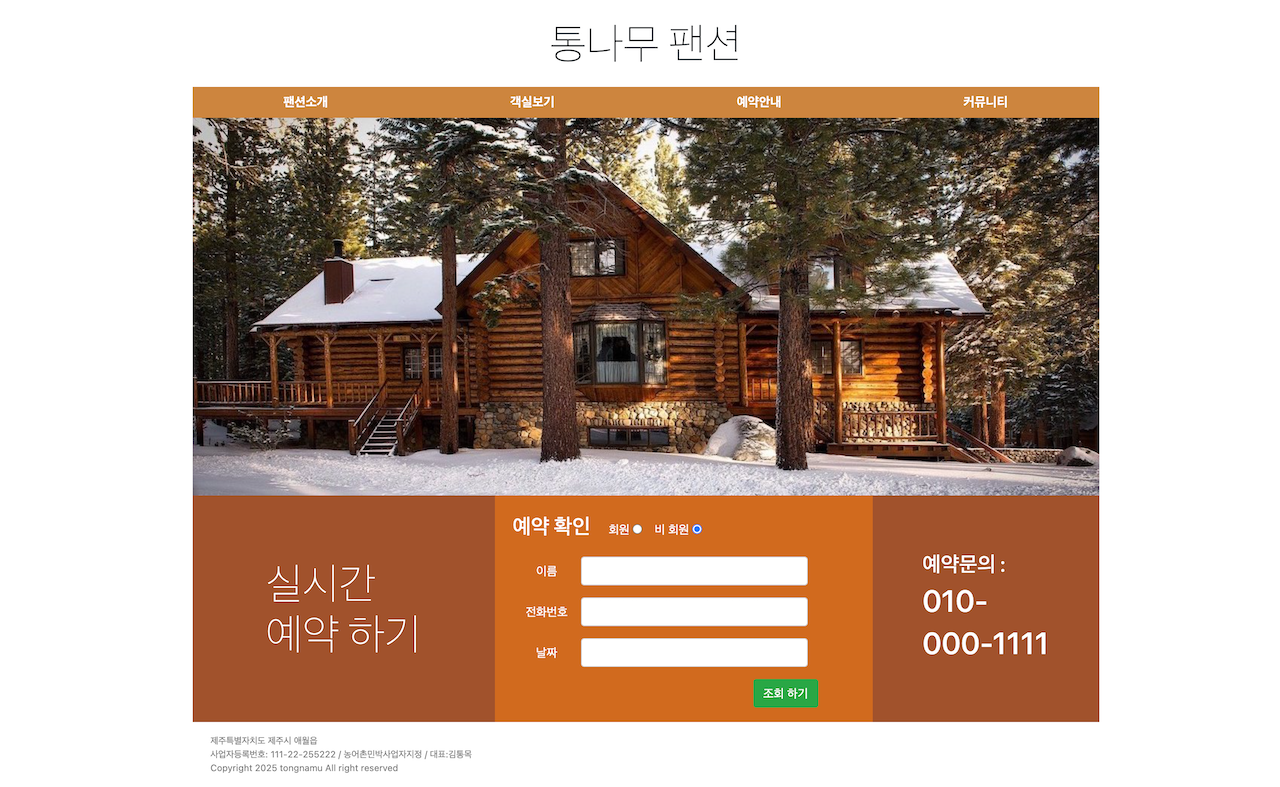 통나무 팬션
팬션소개 객실보기 예약안내 커뮤니티
실시간
예약 하기
예약 확인 회원 비 회원
이름
전화번호
날짜
조회 하기
예약문의 :
010-
000-1111
제주특별자치도 제주시 애월읍
사업자등록번호: 111-22-255222 / 농어촌민박사업자지정 / 대표:김통목
Copyright 2025 tongnamu All right reserved